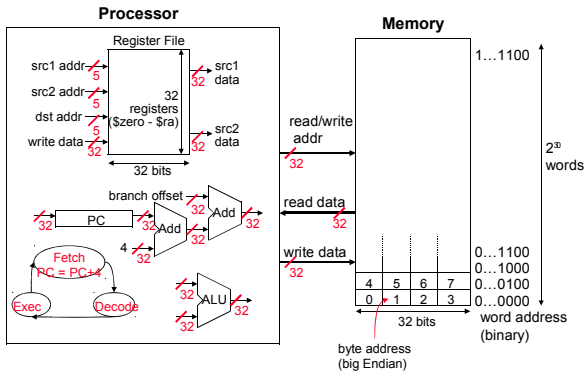 Processor
Memory
Register File
src1 addr
5
src2 addr
5
dst addr
5
write data
32
32
registers
($zero - $ra)
32 bits
src1
data
32
src2
data
32
branch offset
32
PC
32
32
4
32
Add
32
32
Add
32
Fetch
PC = PC+4
Exec
Decode
32
32
ALU
32
read/write
addr
32
read data
32
write data
32
1…1100
2³⁰
words
0…1100
0…1000
4 5 6 7 0…0100
0 1 2 3 0…0000
32 bits
word address
(binary)
byte address
(big Endian)